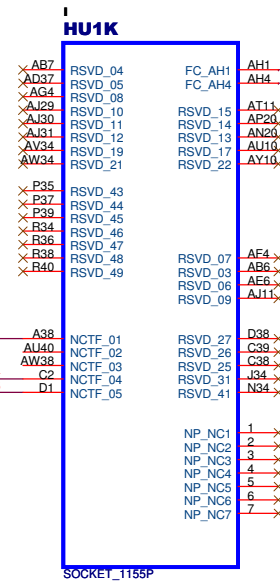 HU1K
AB7 RSVD_04 FC_AH1 AH1
AD37 RSVD_05 FC_AH4 AH4
AG4 RSVD_08
AJ29 RSVD_10 RSVD_15 AT11
AJ30 RSVD_11 RSVD_14 AP20
AJ31 RSVD_12 RSVD_13 AN20
AV34 RSVD_19 RSVD_17 AU10
AW34 RSVD_21 RSVD_22 AY10
P35 RSVD_43
P37 RSVD_44
P39 RSVD_45
R34 RSVD_46
R36 RSVD_47
R38 RSVD_48 RSVD_07 AF4
R40 RSVD_49 RSVD_03 AB6
RSVD_06 AE6
RSVD_09 AJ11
A38 NCTF_01 RSVD_27 D38
AU40 NCTF_02 RSVD_26 C39
AW38 NCTF_03 RSVD_25 C38
C2 NCTF_04 RSVD_31 J34
D1 NCTF_05 RSVD_41 N34
NP_NC1 1
NP_NC2 2
NP_NC3 3
NP_NC4 4
NP_NC5 5
NP_NC6 6
NP_NC7 7
SOCKET_1155P